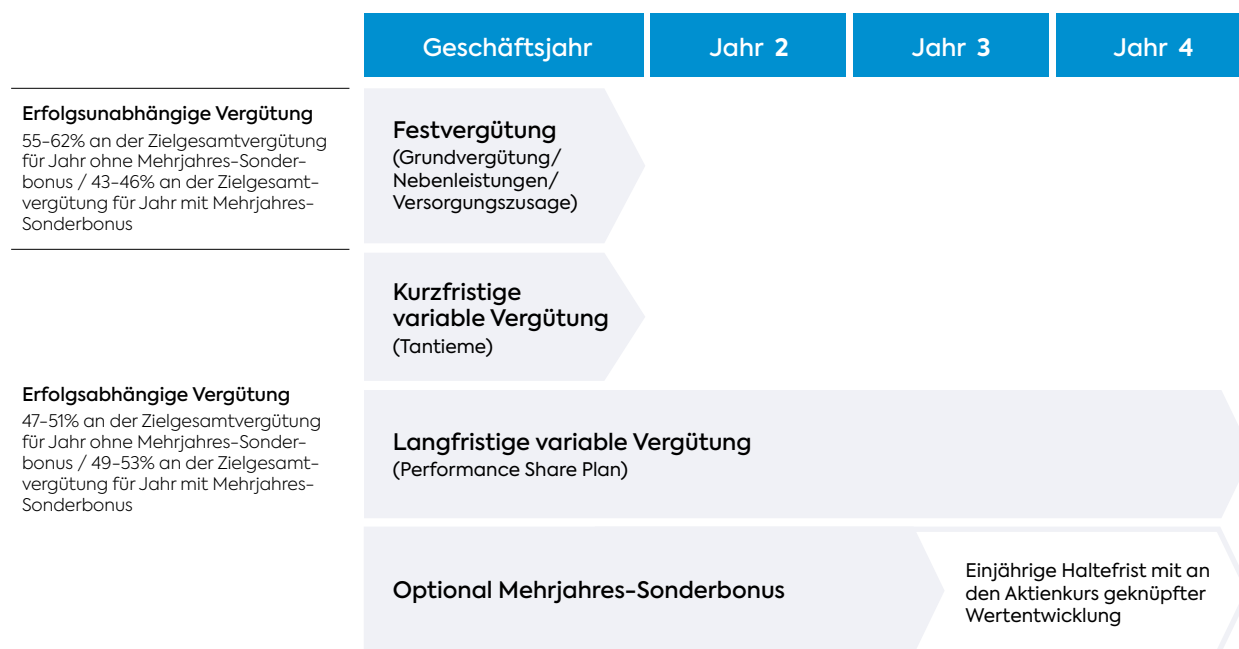 Geschäftsjahr Jahr 2 Jahr 3 Jahr 4
Erfolgsunabhängige Vergütung
55-62% an der Zielgesamtvergütung
für Jahr ohne Mehrjahres-Sonder-
bonus / 43-46% an der Zielgesamt-
vergütung für Jahr mit Mehrjahres-
Sonderbonus
Festvergütung
(Grundvergütung/
Nebenleistungen/
Versorgungszusage)
Erfolgsabhängige Vergütung
47-51% an der Zielgesamtvergütung
für Jahr ohne Mehrjahres-Sonder-
bonus / 49-53% an der Zielgesamt-
vergütung für Jahr mit Mehrjahres-
Sonderbonus
Kurzfristige
variable Vergütung
(Tantieme)
Langfristige variable Vergütung
(Performance Share Plan)
Optional Mehrjahres-Sonderbonus
Einjährige Haltefrist mit an
den Aktienkurs geknüpfter
Wertentwicklung